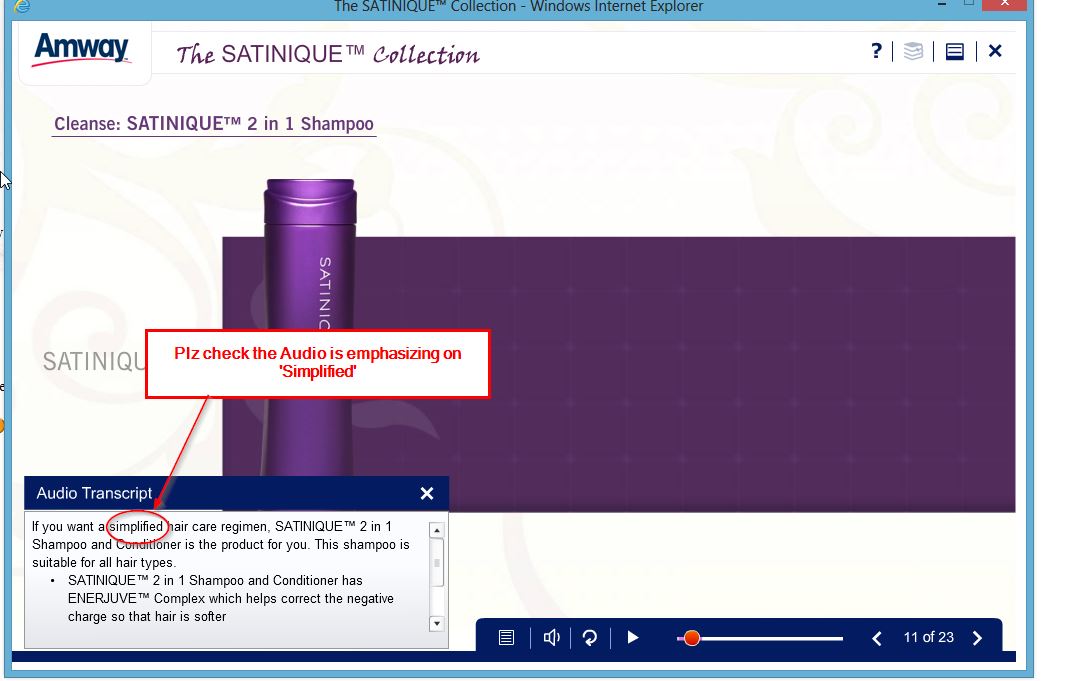 The SATINIQUE™ Collection - Windows Internet Explorer
Amway
The SATINIQUE™ Collection
?
Cleanse: SATINIQUE™ 2 in 1 Shampoo
SATINIQ
SATINIQU
Plz check the Audio is emphasizing on
'Simplified'
Audio Transcript
If you want a simplified hair care regimen, SATINIQUE™ 2 in 1
Shampoo and Conditioner is the product for you. This shampoo is
suitable for all hair types.
• SATINIQUE™ 2 in 1 Shampoo and Conditioner has
ENERJUVE™ Complex which helps correct the negative
charge so that hair is softer
11 of 23